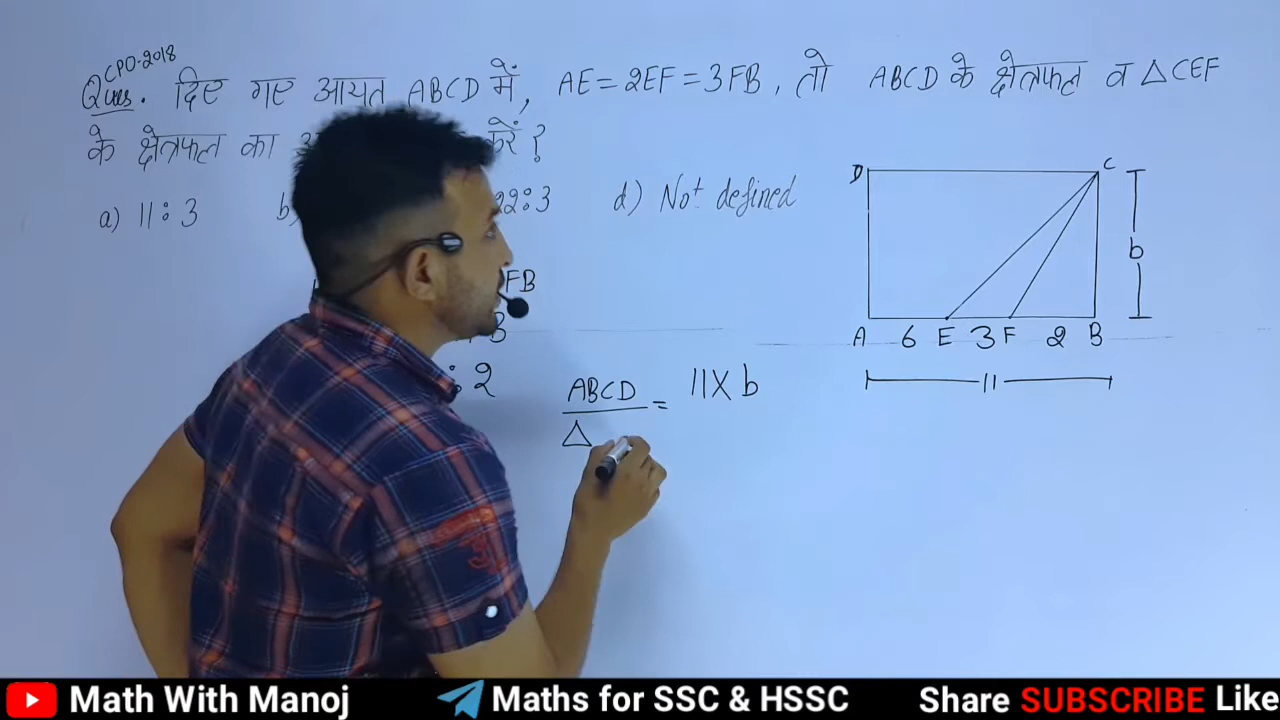 CPO-2018
Ques. दिए गए आयत ABCD में, AE = 2EF = 3FB, तो ABCD के क्षेत्रफल व △CEF
के क्षेत्रफल का करें ?
a) 11 : 3 b) 22 : 3 d) Not defined
FB
B
: 2
ABCD = 11 X b
△
D C
b
A 6 E 3 F 2 B
11
Math With Manoj Maths for SSC & HSSC Share SUBSCRIBE Like